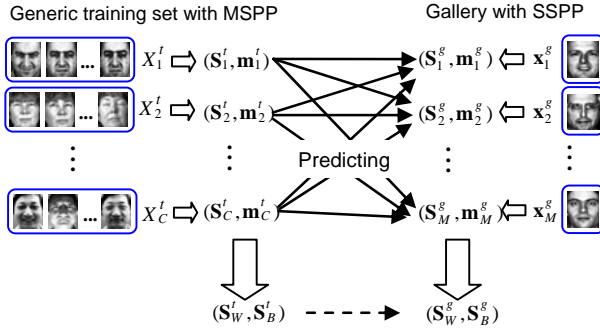 Generic training set with MSPP Gallery with SSPP
... X_1^t (S_1^t, m_1^t) (S_1^g, m_1^g) x_1^g
... X_2^t (S_2^t, m_2^t) (S_2^g, m_2^g) x_2^g
⋮ ⋮ Predicting ⋮ ⋮
... X_C^t (S_C^t, m_C^t) (S_M^g, m_M^g) x_M^g
(S_W^t, S_B^t) (S_W^g, S_B^g)